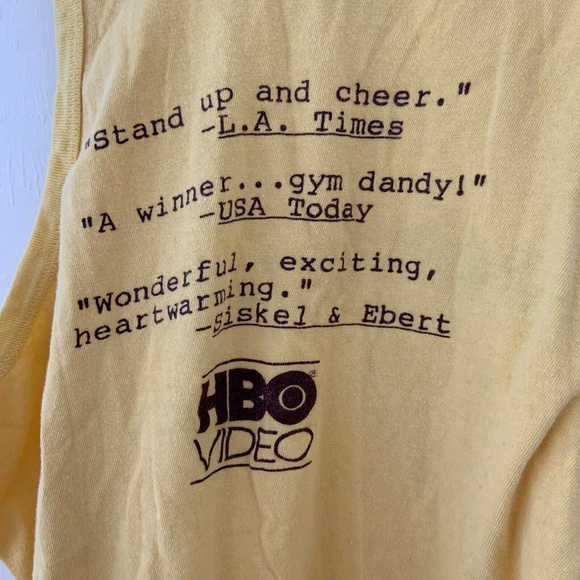 "Stand up and cheer."
-L.A. Times
"A winner...gym dandy!"
-USA Today
"Wonderful, exciting,
heartwarming."
-Siskel & Ebert
HBO®
VIDEO